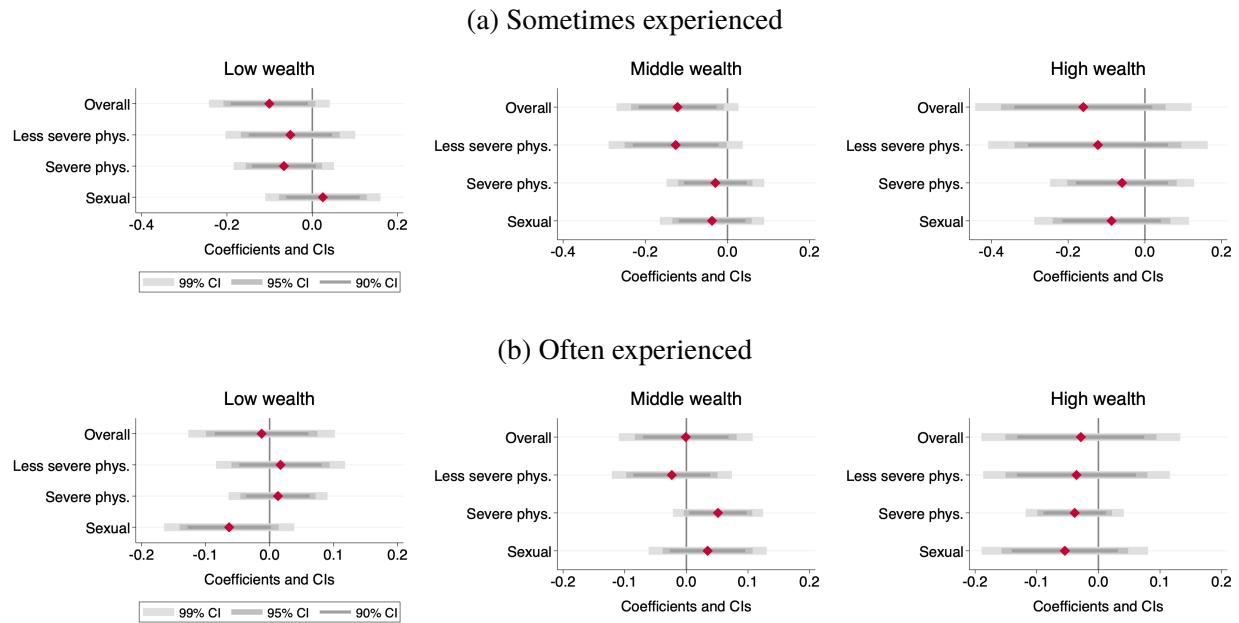 (a) Sometimes experienced
Low wealth
Overall
Less severe phys.
Severe phys.
Sexual
-0.4 -0.2 0.0 0.2
Coefficients and CIs
99% CI 95% CI 90% CI
Middle wealth
Overall
Less severe phys.
Severe phys.
Sexual
-0.4 -0.2 0.0 0.2
Coefficients and CIs
High wealth
Overall
Less severe phys.
Severe phys.
Sexual
-0.4 -0.2 0.0 0.2
Coefficients and CIs
(b) Often experienced
Low wealth
Overall
Less severe phys.
Severe phys.
Sexual
-0.2 -0.1 0.0 0.1 0.2
Coefficients and CIs
99% CI 95% CI 90% CI
Middle wealth
Overall
Less severe phys.
Severe phys.
Sexual
-0.2 -0.1 0.0 0.1 0.2
Coefficients and CIs
High wealth
Overall
Less severe phys.
Severe phys.
Sexual
-0.2 -0.1 0.0 0.1 0.2
Coefficients and CIs